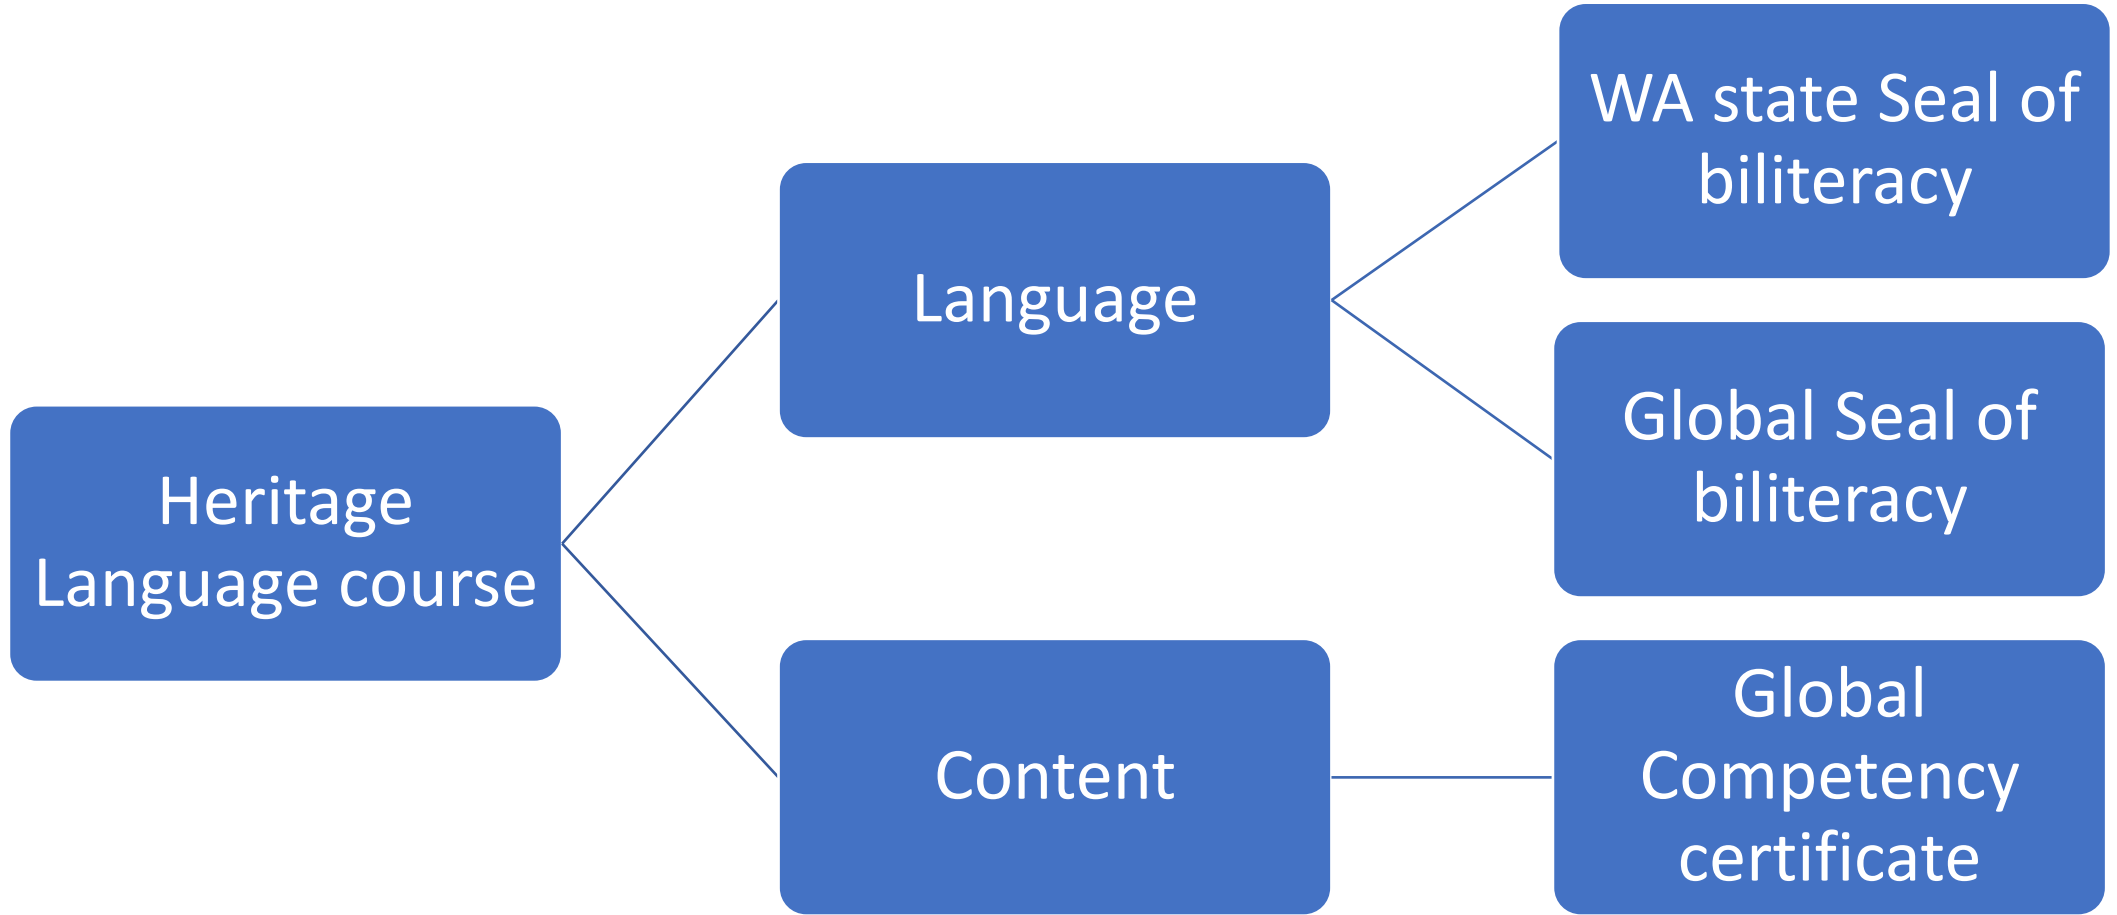 WA state Seal of
biliteracy
Language
Global Seal of
biliteracy
Heritage
Language course
Content
Global
Competency
certificate